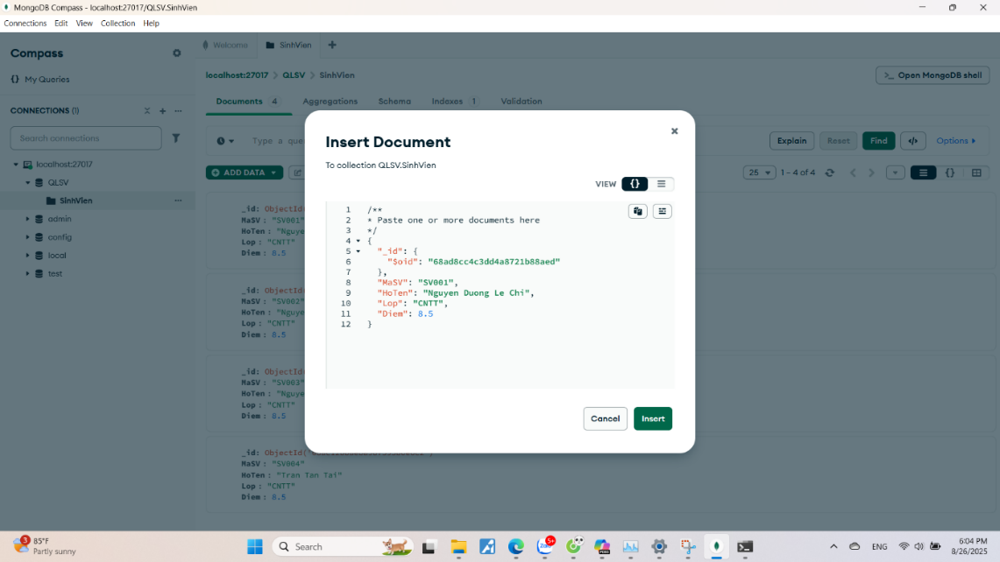 MongoDB Compass - localhost:27017/QLSV.SinhVien
Connections Edit View Collection Help
Compass
{} My Queries
CONNECTIONS (1)
Search connections
localhost:27017
QLSV
SinhVien
admin
config
local
test
Welcome
SinhVien
localhost:27017 > QLSV > SinhVien
>_ Open MongoDB shell
Documents 4 Aggregations Schema Indexes 1 Validation
Type a que
Explain Reset Find </> Options
ADD DATA
25 1 – 4 of 4
_id: ObjectId
MaSV : "SV001"
HoTen : "Nguye
Lop : "CNTT"
Diem : 8.5
_id: ObjectId
MaSV : "SV002"
HoTen : "Nguye
Lop : "CNTT"
Diem : 8.5
_id: ObjectId
MaSV : "SV003"
HoTen : "Nguye
Lop : "CNTT"
Diem : 8.5
_id: ObjectId(
MaSV : "SV004"
HoTen : "Tran Tan Tai"
Lop : "CNTT"
Diem : 8.5
Insert Document
To collection QLSV.SinhVien
VIEW {}
1 /**
2 * Paste one or more documents here
3 */
4 {
5 "_id": {
6 "$oid": "68ad8cc4c3dd4a8721b88aed"
7 },
8 "MaSV": "SV001",
9 "HoTen": "Nguyen Duong Le Chi",
10 "Lop": "CNTT",
11 "Diem": 8.5
12 }
Cancel Insert
3 85°F
Partly sunny
Search
5+
ENG
6:04 PM
8/26/2025